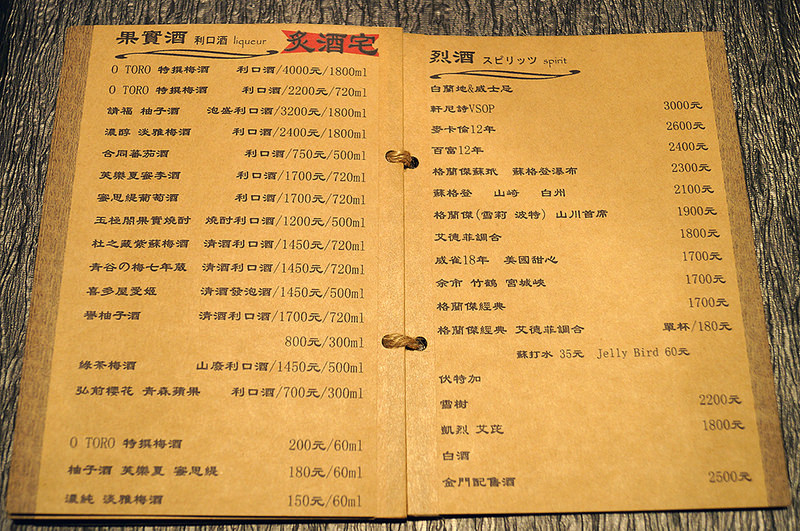 果實酒 利口酒 liqueur
炙酒宅
O TORO 特撰梅酒 利口酒/4000元/1800ml
O TORO 特撰梅酒 利口酒/2200元/720ml
請福 柚子酒 泡盛利口酒/3200元/1800ml
濃醇 淡雅梅酒 利口酒/2400元/1800ml
合同蕃茄酒 利口酒/750元/500ml
芙樂夏蜜李酒 利口酒/1700元/720ml
蜜思緹葡萄酒 利口酒/1700元/720ml
玉極閣果實燒酎 燒酎利口酒/1200元/500ml
杜之蔵紫蘇梅酒 清酒利口酒/1450元/720ml
青谷の梅七年蔵 清酒利口酒/1450元/720ml
喜多屋愛姬 清酒發泡酒/1450元/500ml
譽柚子酒 清酒利口酒/1700元/720ml
800元/300ml
綠茶梅酒 山廢利口酒/1450元/500ml
弘前櫻花 青森蘋果 利口酒/700元/300ml
O TORO 特撰梅酒 200元/60ml
柚子酒 芙樂夏 蜜思緹 180元/60ml
濃純 淡雅梅酒 150元/60ml
烈酒 スピリッツ spirit
白蘭地&威士忌
軒尼詩VSOP 3000元
麥卡倫12年 2600元
百富12年 2400元
格蘭傑蘇玳 蘇格登瀑布 2300元
蘇格登 山崎 白州 2100元
格蘭傑(雪莉 波特) 山川首席 1900元
艾德菲調合 1800元
威雀18年 美國甜心 1700元
余市 竹鶴 宮城峽 1700元
格蘭傑經典 1700元
格蘭傑經典 艾德菲調合 單杯/180元
蘇打水 35元 Jelly Bird 60元
伏特加
雪樹 2200元
凱烈 艾芘 1800元
白酒
金門配售酒 2500元